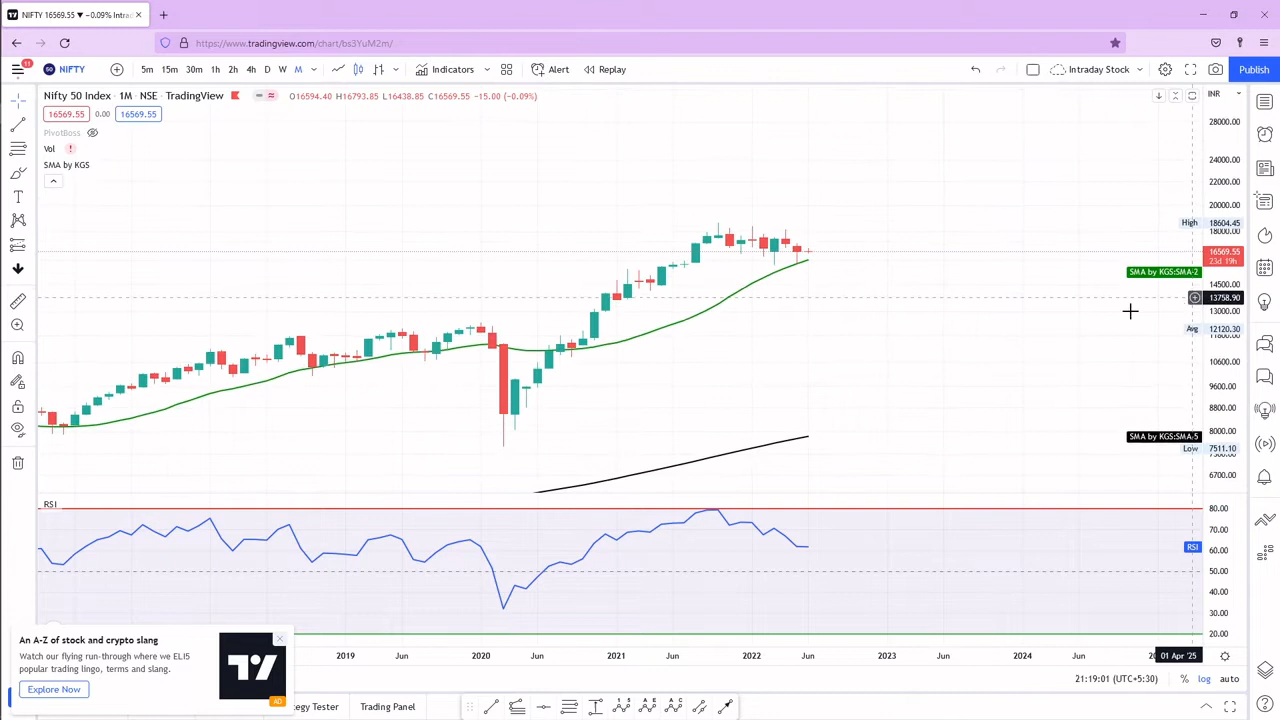 NIFTY 16569.55 ▼ −0.09% Intra
https://www.tradingview.com/chart/bs3YuM2m/
11
50 NIFTY 5m 15m 30m 1h 2h 4h D W M Indicators Alert Replay Intraday Stock Publish
Nifty 50 Index · 1M · NSE · TradingView O16594.40 H16793.85 L16438.85 C16569.55 −15.00 (−0.09%) INR
16569.55 0.00 16569.55
PivotBoss
Vol !
SMA by KGS
28000.00
24000.00
22000.00
20000.00
High 18604.45
18000.00
16569.55
23d 19h
SMA by KGS:SMA-2
14500.00
13758.90
13000.00
Avg 12120.30
10600.00
9600.00
8800.00
8000.00
SMA by KGS:SMA-5
Low 7511.10
6700.00
RSI
80.00
70.00
RSI
60.00
50.00
40.00
30.00
20.00
An A-Z of stock and crypto slang
Watch our flying run-through where we ELI5
popular trading lingo, terms and slang.
Explore Now
AD
2019 Jun 2020 Jun 2021 Jun 2022 Jun 2023 Jun 2024 Jun 01 Apr '25
21:19:01 (UTC+5:30) % log auto
Tester Trading Panel